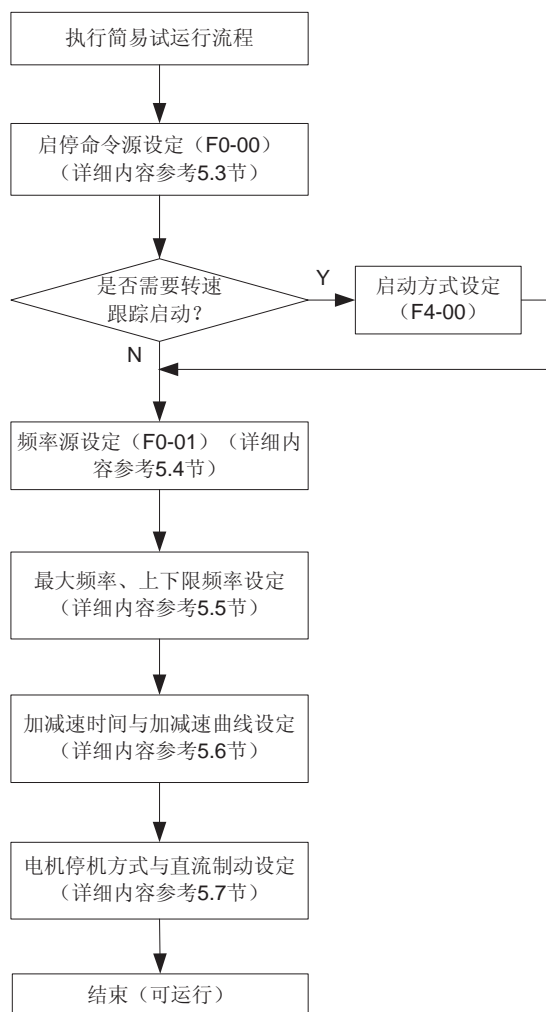 执行简易试运行流程
启停命令源设定（F0-00）
（详细内容参考5.3节）
是否需要转速
跟踪启动？
Y
启动方式设定
（F4-00）
N
频率源设定（F0-01）（详细内
容参考5.4节）
最大频率、上下限频率设定
（详细内容参考5.5节）
加减速时间与加减速曲线设定
（详细内容参考5.6节）
电机停机方式与直流制动设定
（详细内容参考5.7节）
结束（可运行）